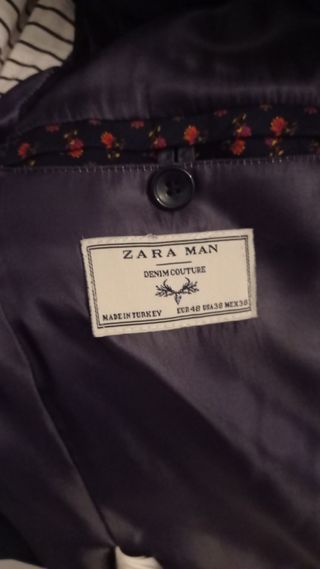 ZARA MAN
DENIM COUTURE
MADE IN TURKEY EUR 48 USA 38 MEX 38